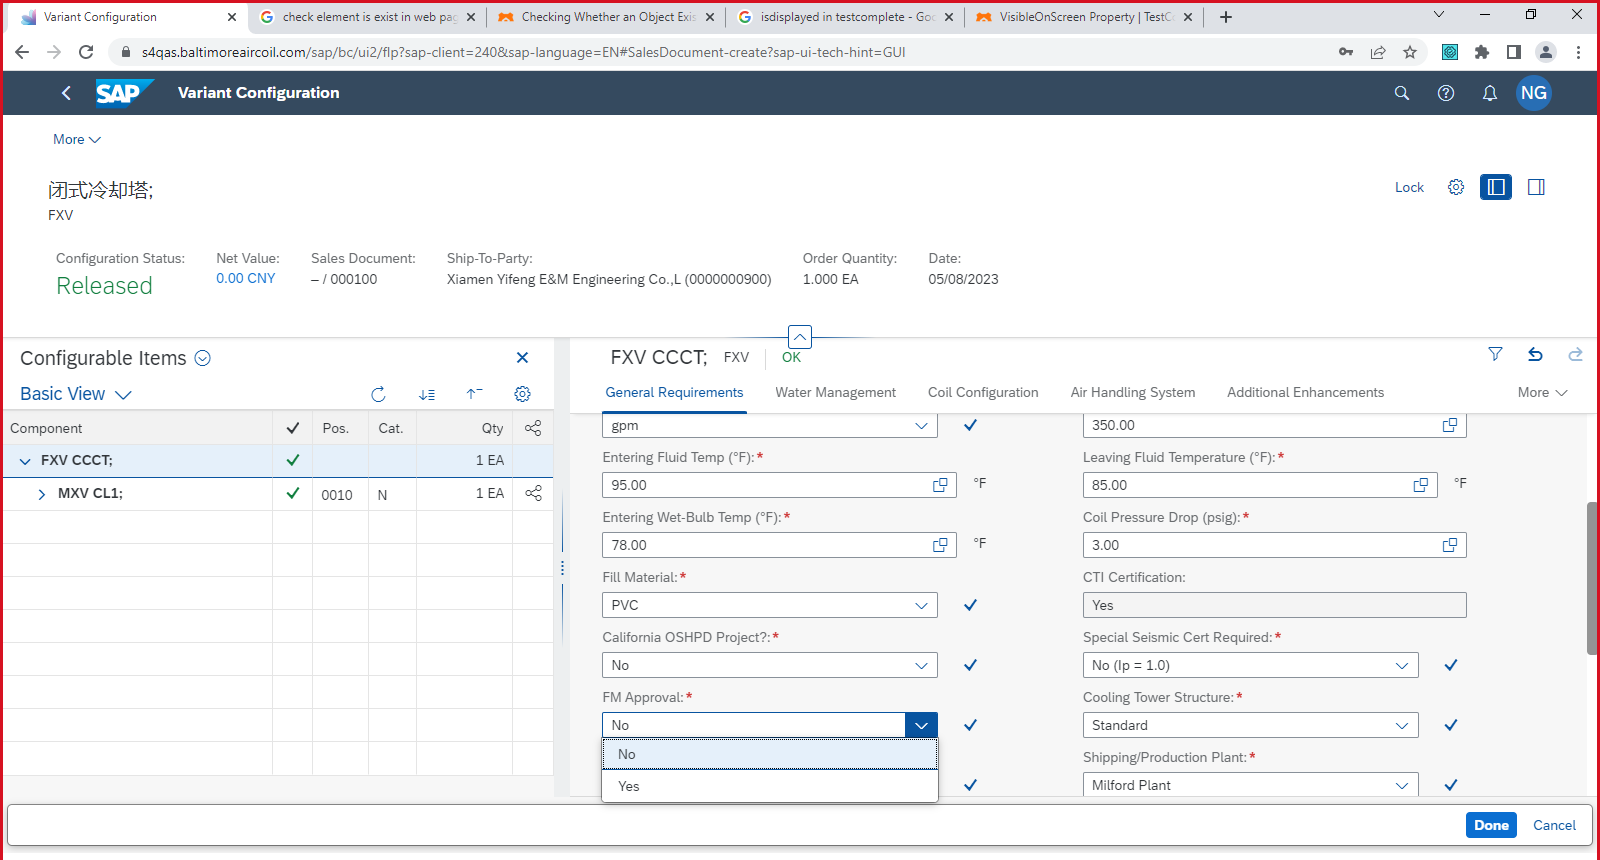 Variant Configuration
check element is exist in web pag
Checking Whether an Object Exis
isdisplayed in testcomplete - Goo
VisibleOnScreen Property | TestCo
s4qas.baltimoreaircoil.com/sap/bc/ui2/flp?sap-client=240&sap-language=EN#SalesDocument-create?sap-ui-tech-hint=GUI
SAP
Variant Configuration
NG
More
闭式冷却塔;
FXV
Lock
Configuration Status:
Released
Net Value:
0.00 CNY
Sales Document:
– / 000100
Ship-To-Party:
Xiamen Yifeng E&M Engineering Co.,L (0000000900)
Order Quantity:
1.000 EA
Date:
05/08/2023
Configurable Items
Basic View
Component Pos. Cat. Qty
FXV CCCT; 1 EA
MXV CL1; 0010 N 1 EA
FXV CCCT; FXV OK
General Requirements Water Management Coil Configuration Air Handling System Additional Enhancements More
gpm
350.00
Entering Fluid Temp (°F):*
95.00 °F
Leaving Fluid Temperature (°F):*
85.00 °F
Entering Wet-Bulb Temp (°F):*
78.00 °F
Coil Pressure Drop (psig):*
3.00
Fill Material:*
PVC
CTI Certification:
Yes
California OSHPD Project?:*
No
Special Seismic Cert Required:*
No (Ip = 1.0)
FM Approval:*
No
No
Yes
Cooling Tower Structure:*
Standard
Shipping/Production Plant:*
Milford Plant
Done
Cancel